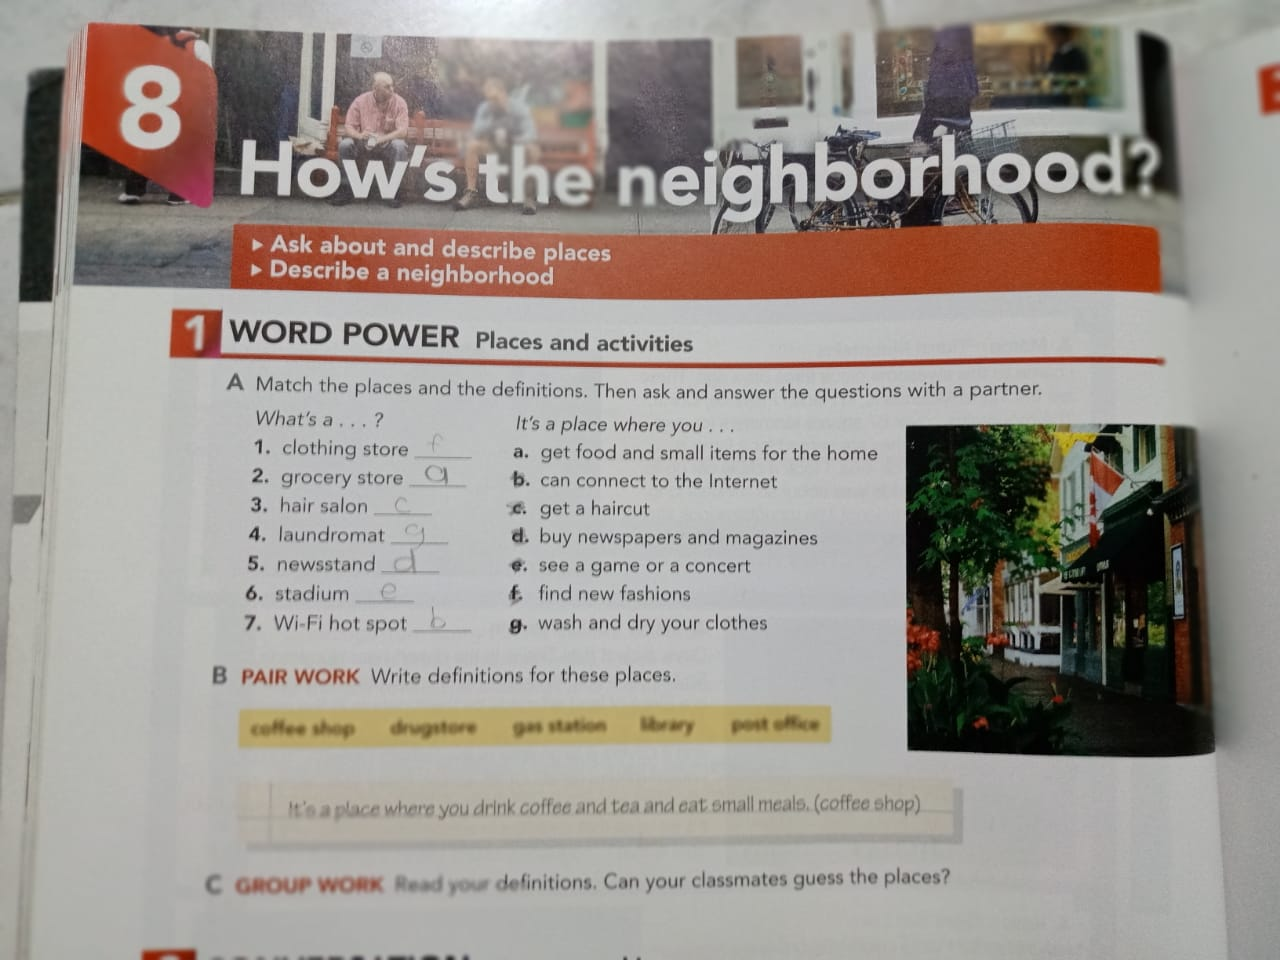 8
How's the neighborhood?
▸ Ask about and describe places
▸ Describe a neighborhood
1 WORD POWER Places and activities
A Match the places and the definitions. Then ask and answer the questions with a partner.
What's a . . . ?
1. clothing store f
2. grocery store a
3. hair salon c
4. laundromat g
5. newsstand d
6. stadium e
7. Wi-Fi hot spot b
It's a place where you . . .
a. get food and small items for the home
b. can connect to the Internet
c. get a haircut
d. buy newspapers and magazines
e. see a game or a concert
f. find new fashions
g. wash and dry your clothes
B PAIR WORK Write definitions for these places.
coffee shop drugstore gas station library post office
It's a place where you drink coffee and tea and eat small meals. (coffee shop)
C GROUP WORK Read your definitions. Can your classmates guess the places?